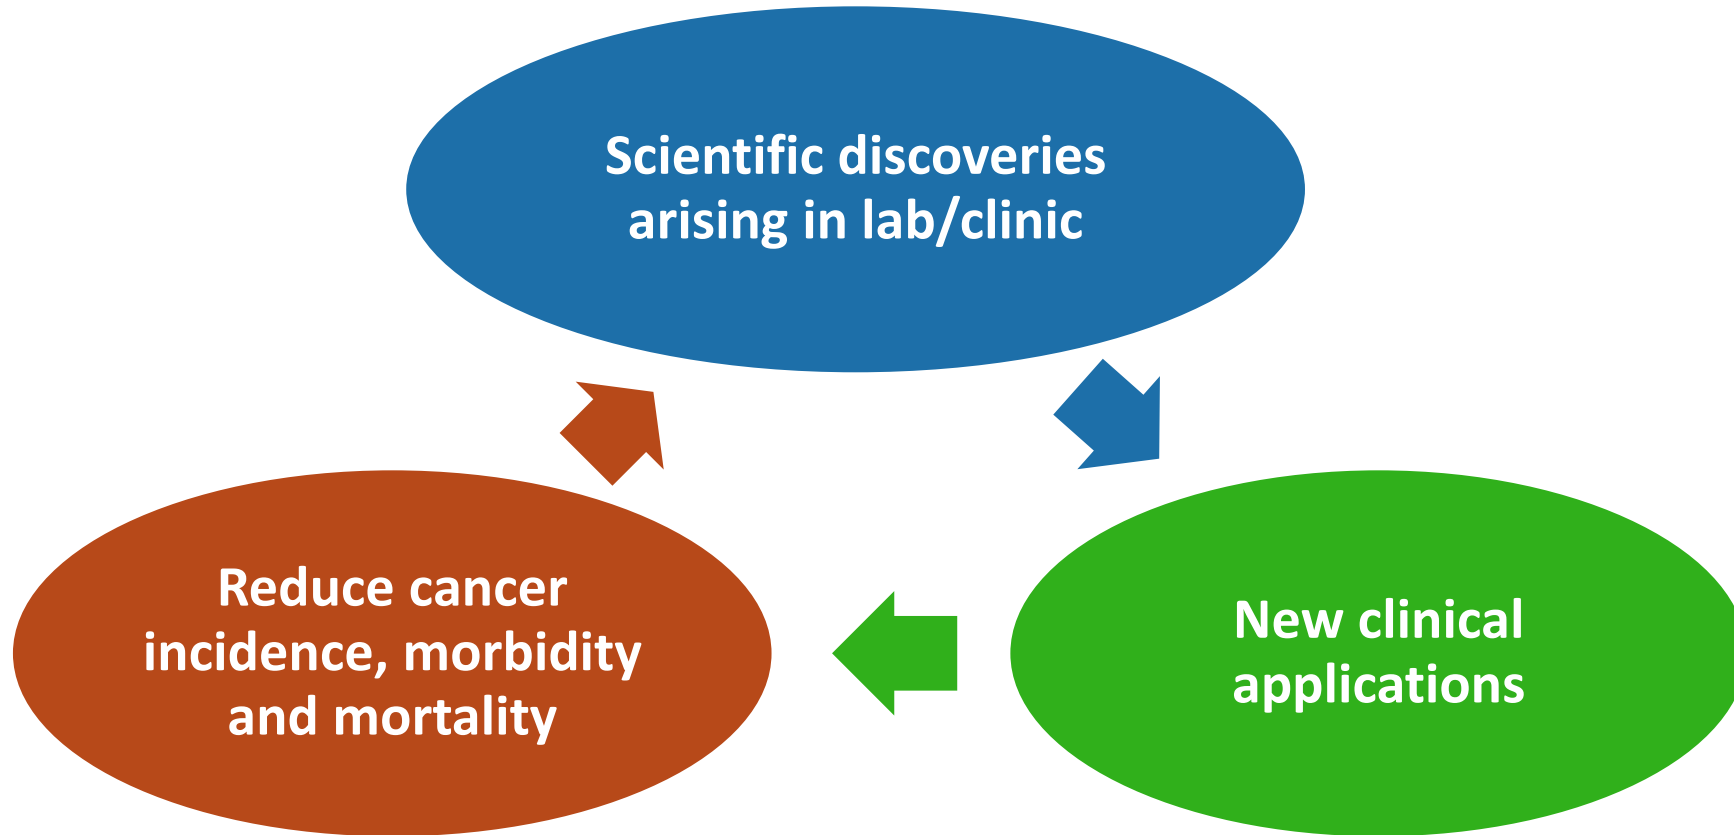 Scientific discoveries
arising in lab/clinic
Reduce cancer
incidence, morbidity
and mortality
New clinical
applications